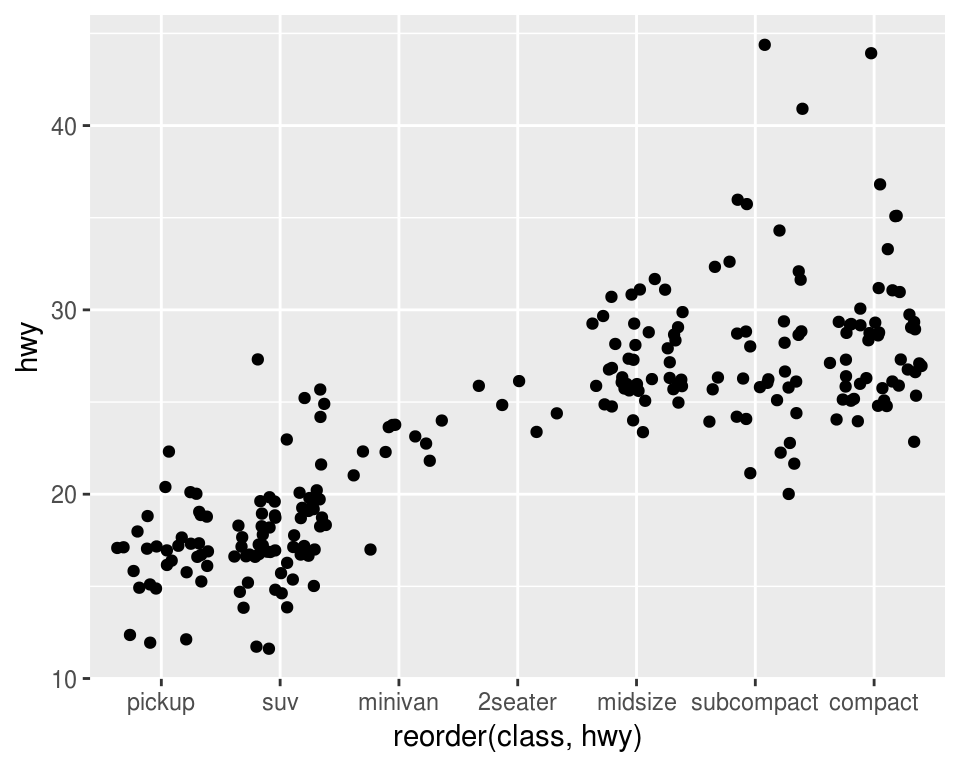 hwy
40
30
20
10
pickup suv minivan 2seater midsize subcompact compact
reorder(class, hwy)